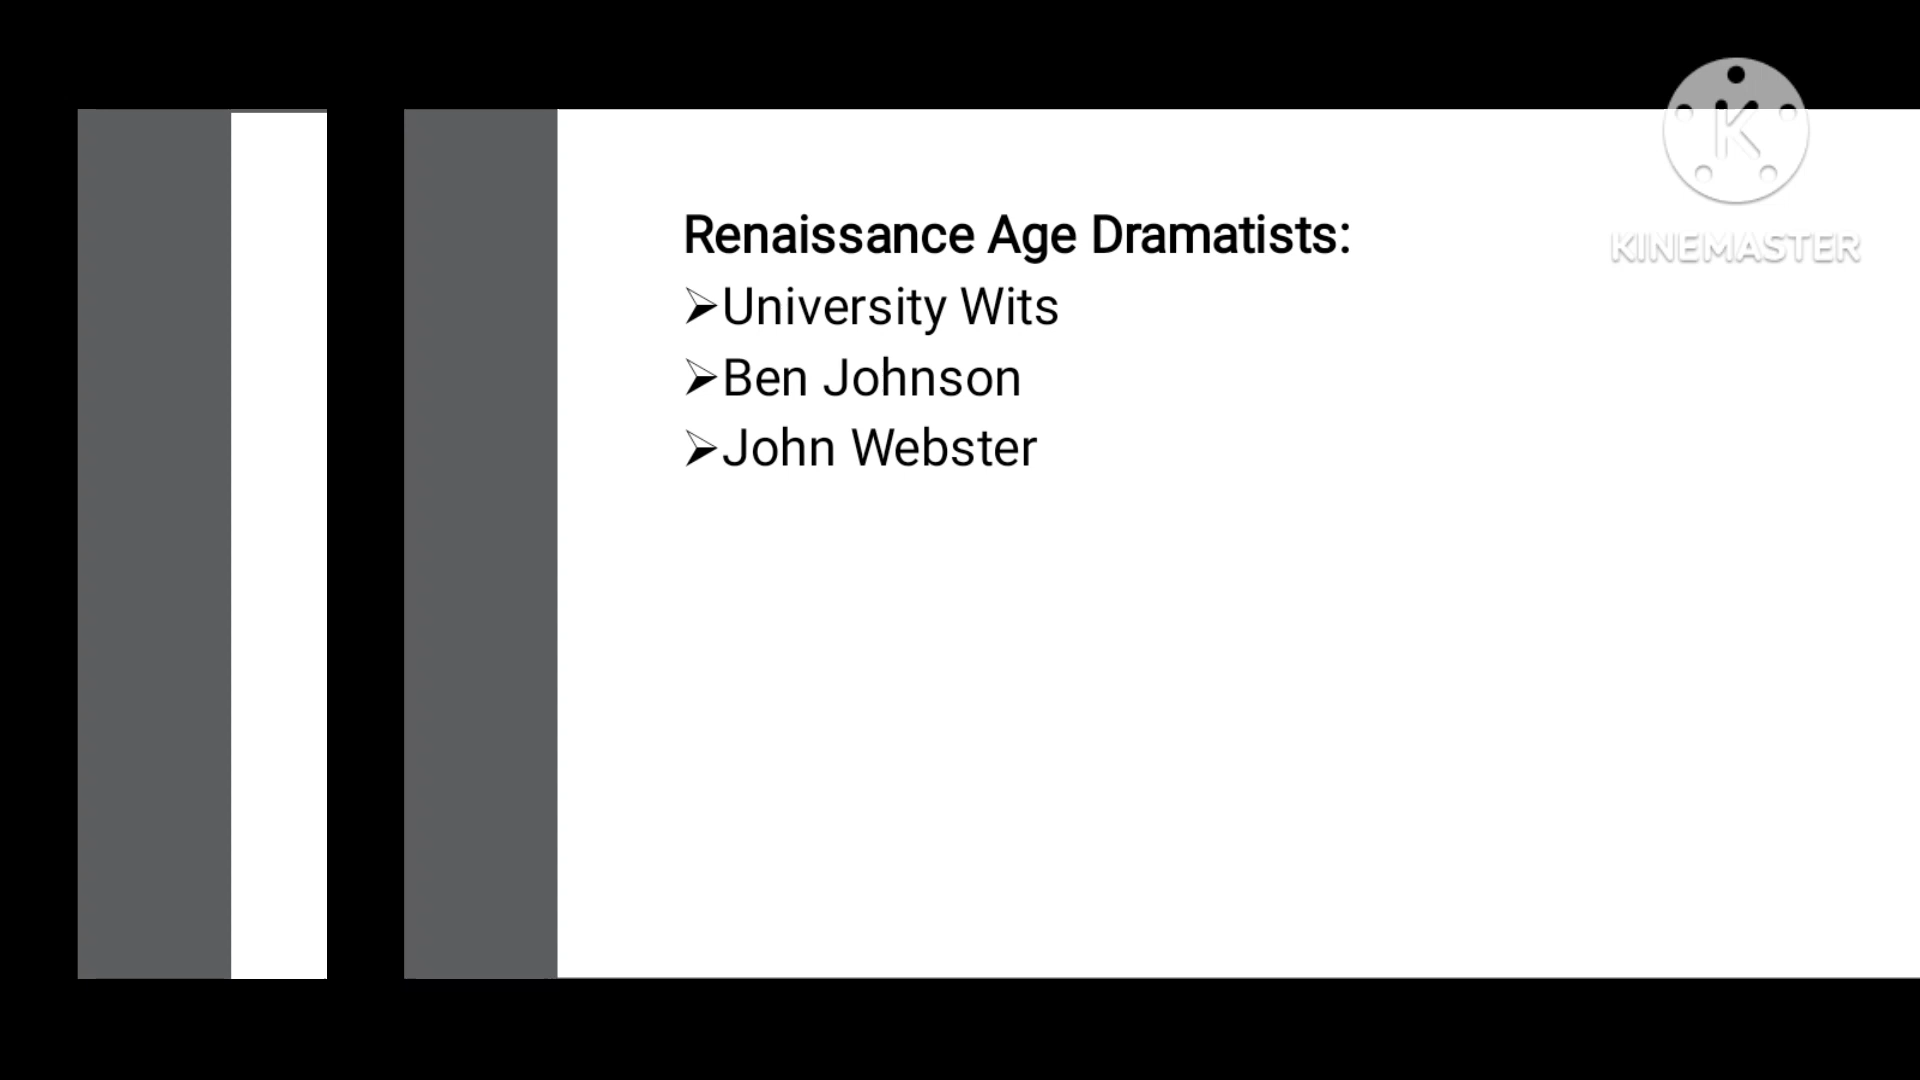 Renaissance Age Dramatists:
➢University Wits
➢Ben Johnson
➢John Webster
K
KINEMASTER